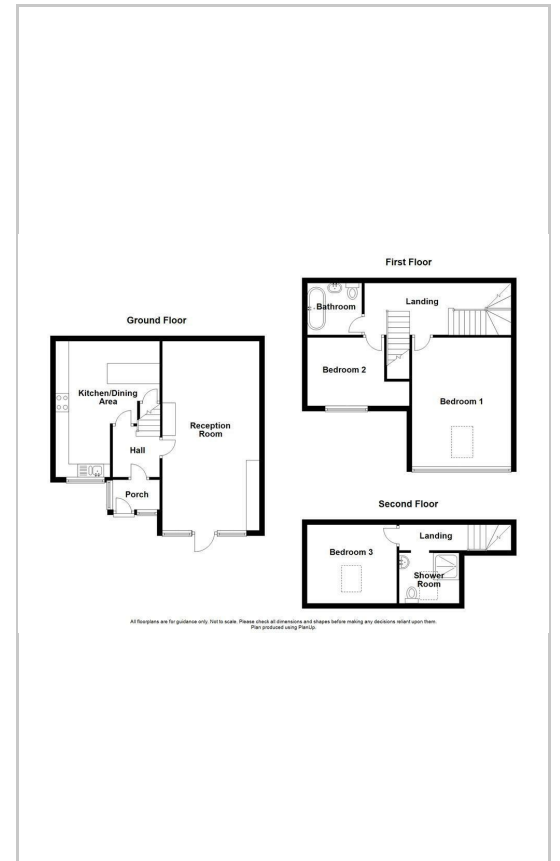 Ground Floor
Kitchen/Dining
Area
Reception
Room
Hall
Porch
First Floor
Bathroom
Landing
Bedroom 2
Bedroom 1
Second Floor
Landing
Bedroom 3
Shower
Room
All floorplans are for guidance only. Not to scale. Please check all dimensions and shapes before making any decisions reliant upon them.
Plan produced using PlanUp.